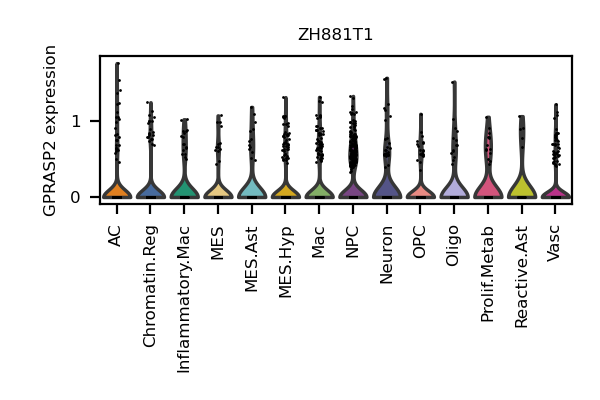 ZH881T1
GPRASP2 expression
1
0
AC
Chromatin.Reg
Inflammatory.Mac
MES
MES.Ast
MES.Hyp
Mac
NPC
Neuron
OPC
Oligo
Prolif.Metab
Reactive.Ast
Vasc